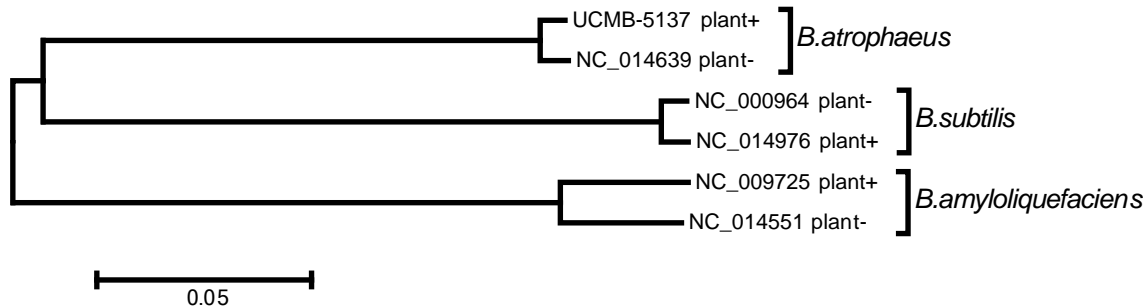 UCMB-5137 plant+
NC_014639 plant-
B.atrophaeus
NC_000964 plant-
NC_014976 plant+
B.subtilis
NC_009725 plant+
NC_014551 plant-
B.amyloliquefaciens
0.05